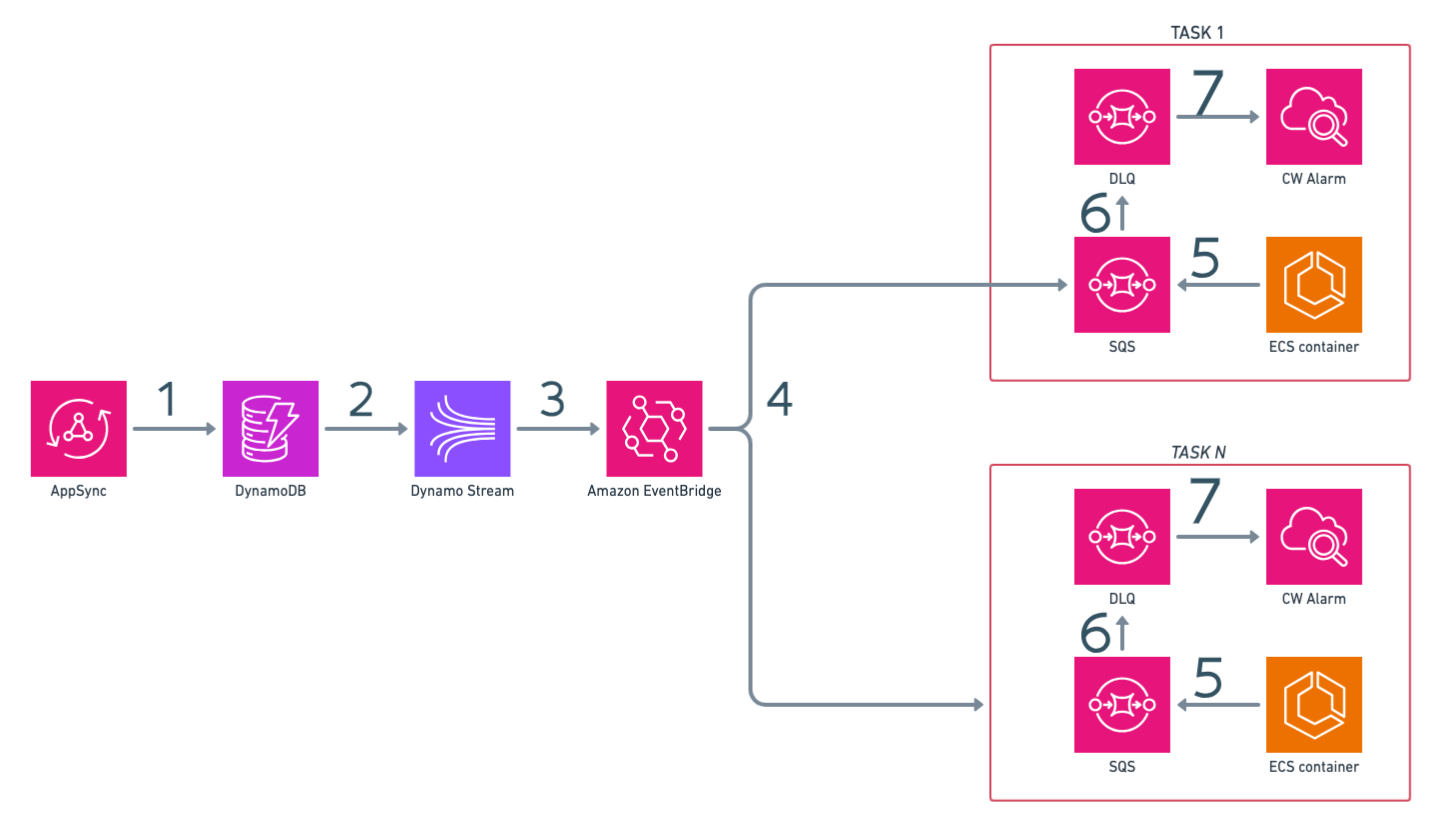 TASK 1
7
DLQ
CW Alarm
6
5
SQS
ECS container
1
2
3
4
AppSync
DynamoDB
Dynamo Stream
Amazon EventBridge
TASK N
7
DLQ
CW Alarm
6
5
SQS
ECS container